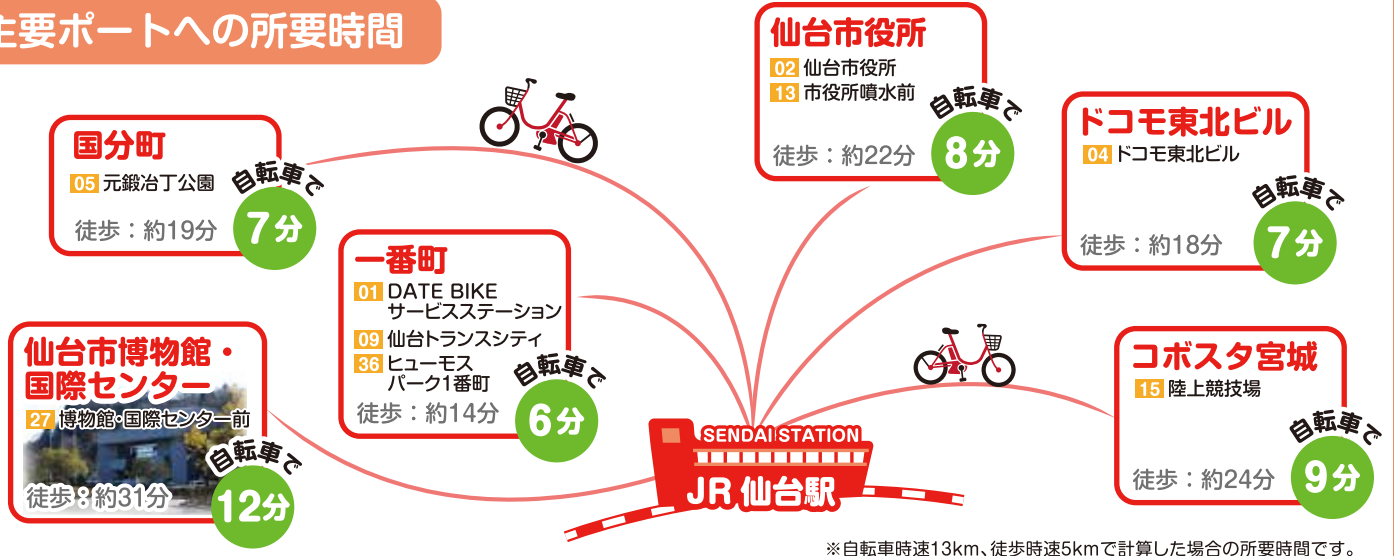 主要ポートへの所要時間
国分町
05 元鍛冶丁公園
徒歩：約19分
自転車で
7分
一番町
01 DATE BIKE
サービスステーション
09 仙台トランスシティ
36 ヒューモス
パーク1番町
徒歩：約14分
自転車で
6分
仙台市博物館・
国際センター
27 博物館・国際センター前
徒歩：約31分
自転車で
12分
仙台市役所
02 仙台市役所
13 市役所噴水前
徒歩：約22分
自転車で
8分
ドコモ東北ビル
04 ドコモ東北ビル
徒歩：約18分
自転車で
7分
コボスタ宮城
15 陸上競技場
徒歩：約24分
自転車で
9分
SENDAI STATION
JR 仙台駅
※自転車時速13km、徒歩時速5kmで計算した場合の所要時間です。